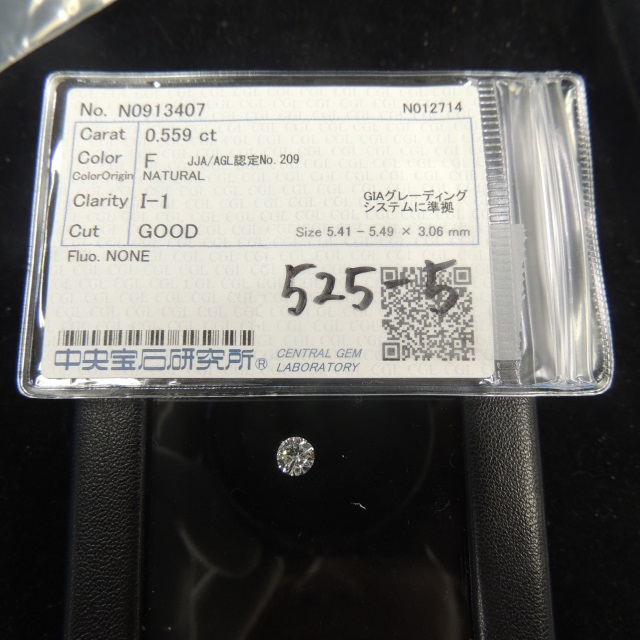 No. N0913407 N012714
Carat 0.559 ct
Color F JJA/AGL認定No.209
ColorOrigin NATURAL
Clarity I-1 GIAグレーディング
システムに準拠
Cut GOOD Size 5.41 - 5.49 × 3.06 mm
Fluo. NONE
525-5
中央宝石研究所® CENTRAL GEM
LABORATORY